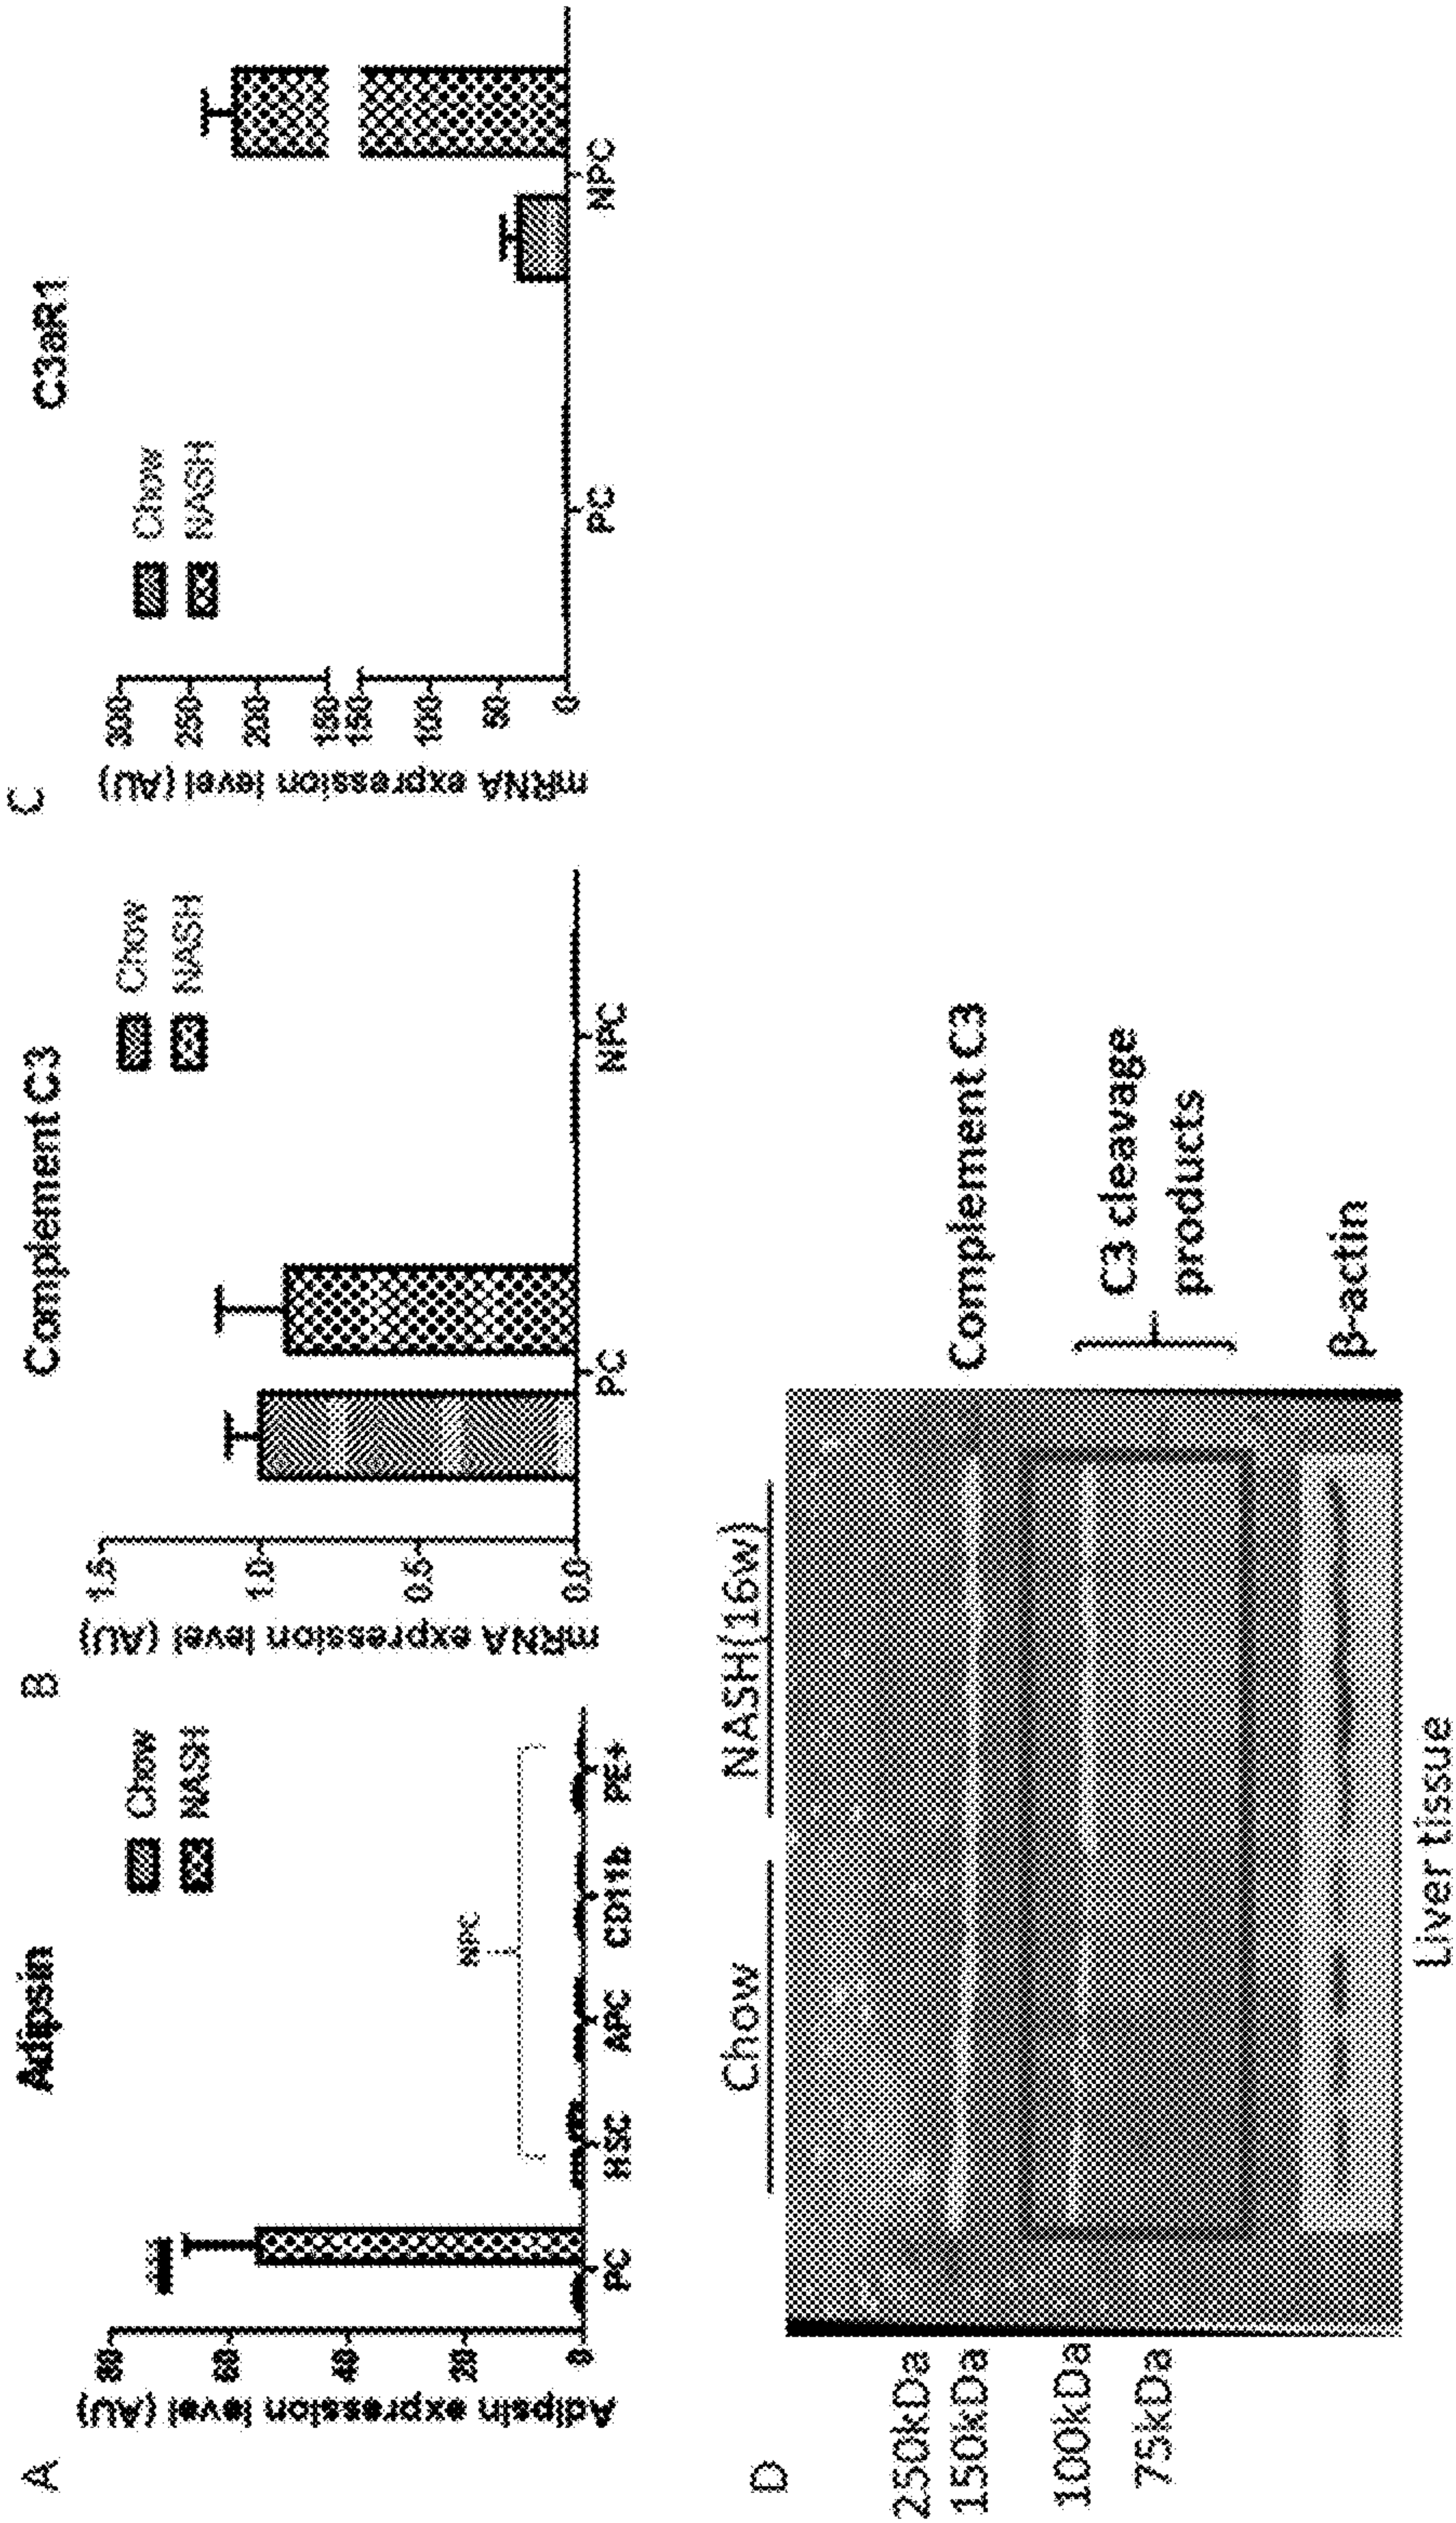 A
Adipsin
Chow
NASH
Adipsin expression level (AU)
80
60
40
20
0
NPC
PC
HSC
APC
CD11b
PE+
B
Complement C3
Chow
NASH
mRNA expression level (AU)
1.5
1.0
0.5
0.0
PC
NPC
C
C3aR1
Chow
NASH
mRNA expression level (AU)
300
250
200
150
150
100
50
0
PC
NPC
D
Chow
NASH(16w)
250kDa
150kDa
100kDa
75kDa
Complement C3
C3 cleavage
products
β-actin
Liver tissue